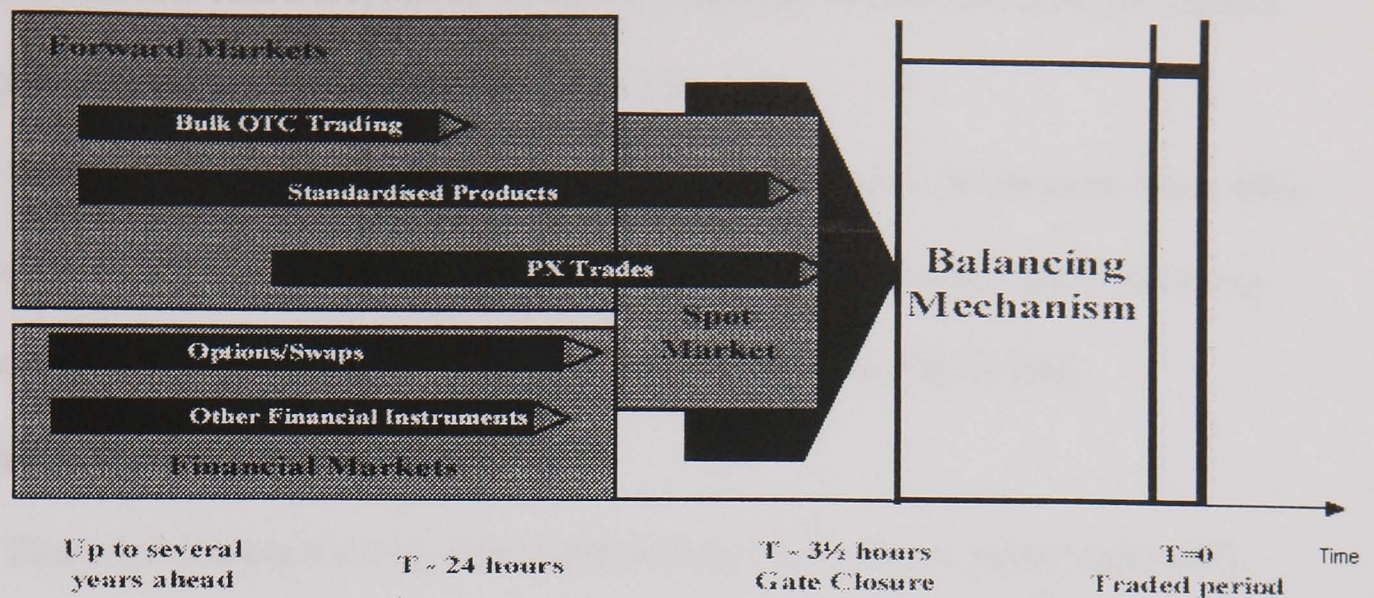 Forward Markets
Bulk OTC Trading
Standardised Products
PX Trades
Spot
Market
Options/Swaps
Other Financial Instruments
Financial Markets
Balancing
Mechanism
Up to several
years ahead
T - 24 hours
T - 3½ hours
Gate Closure
T=0
Traded period
Time